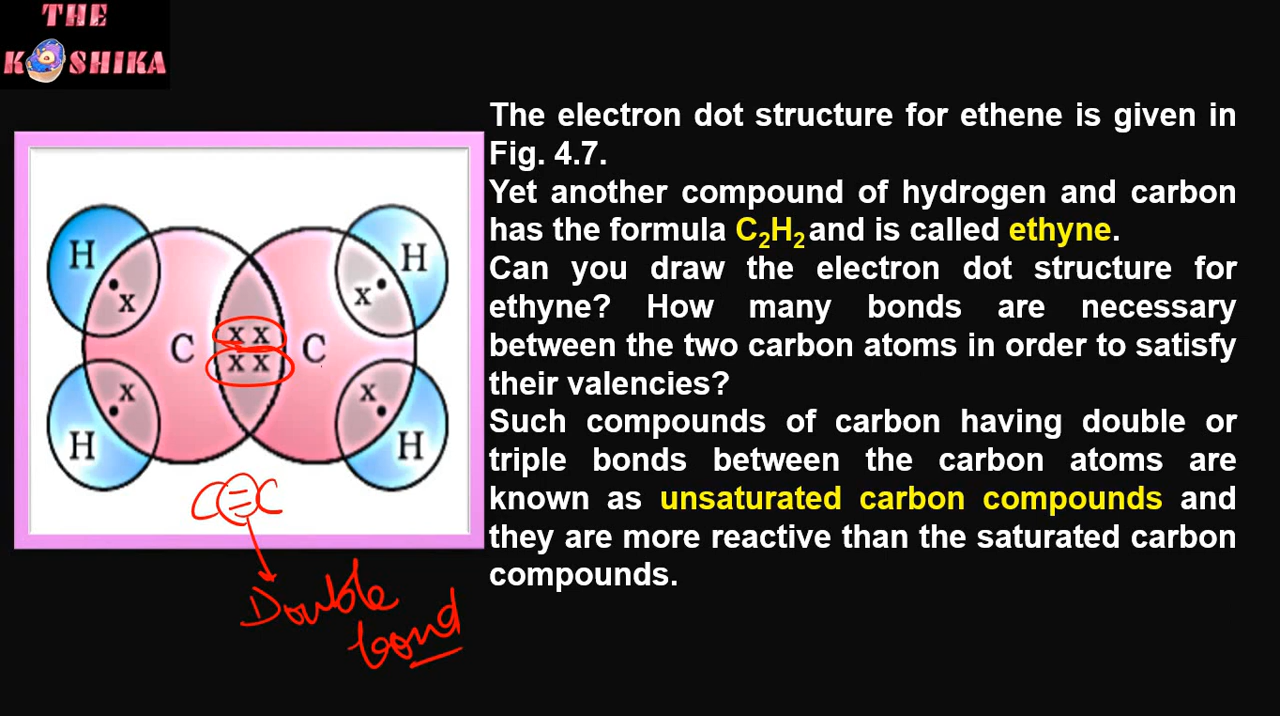 THE
KOSHIKA
The electron dot structure for ethene is given in
Fig. 4.7.
Yet another compound of hydrogen and carbon
has the formula C₂H₂ and is called ethyne.
Can you draw the electron dot structure for
ethyne? How many bonds are necessary
between the two carbon atoms in order to satisfy
their valencies?
Such compounds of carbon having double or
triple bonds between the carbon atoms are
known as unsaturated carbon compounds and
they are more reactive than the saturated carbon
compounds.
H H
x x
C x x C
x x
x x
H H
C=C
Double
bond